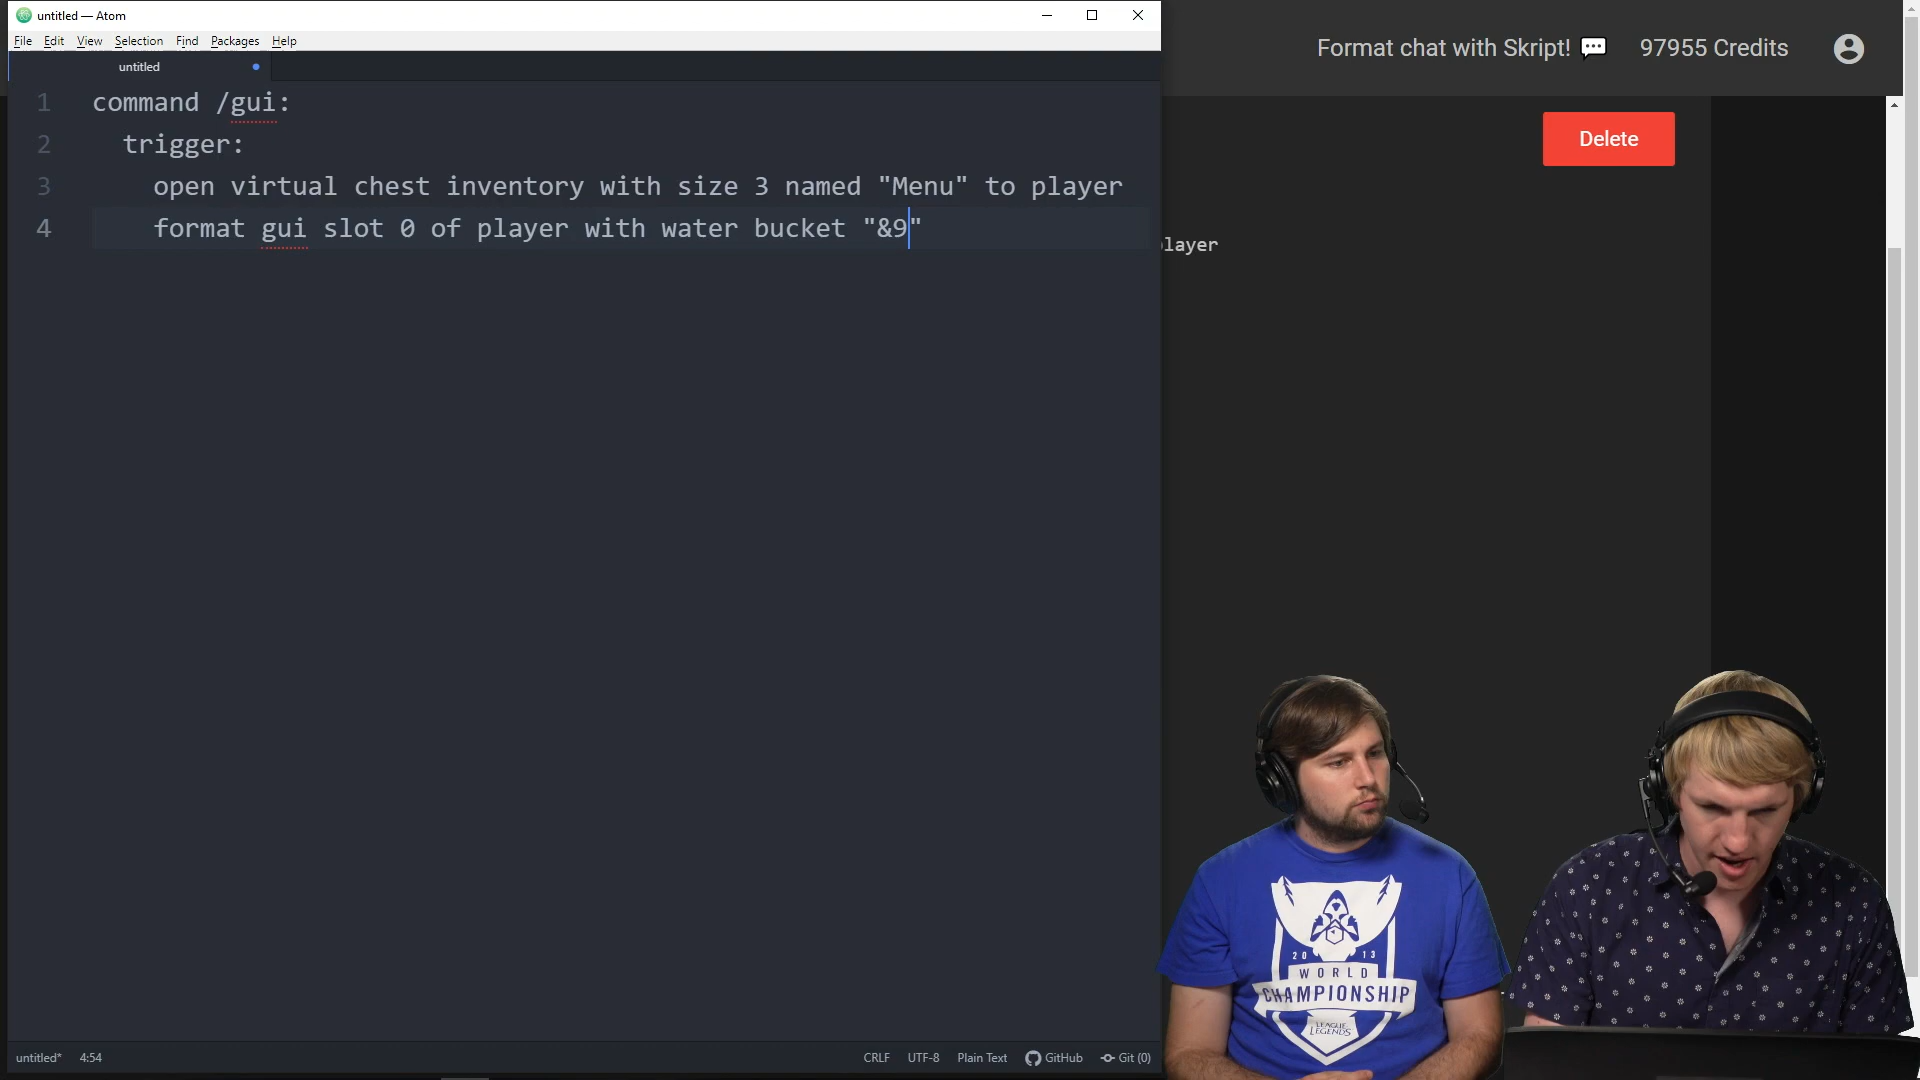 untitled — Atom
File Edit View Selection Find Packages Help
untitled
1 command /gui:
2 trigger:
3 open virtual chest inventory with size 3 named "Menu" to player
4 format gui slot 0 of player with water bucket "&9"
untitled* 4:54 CRLF UTF-8 Plain Text GitHub Git (0)
Format chat with Skript! 💬 97955 Credits
Delete
layer
20 13
WORLD
CHAMPIONSHIP
LEAGUE
LEGENDS